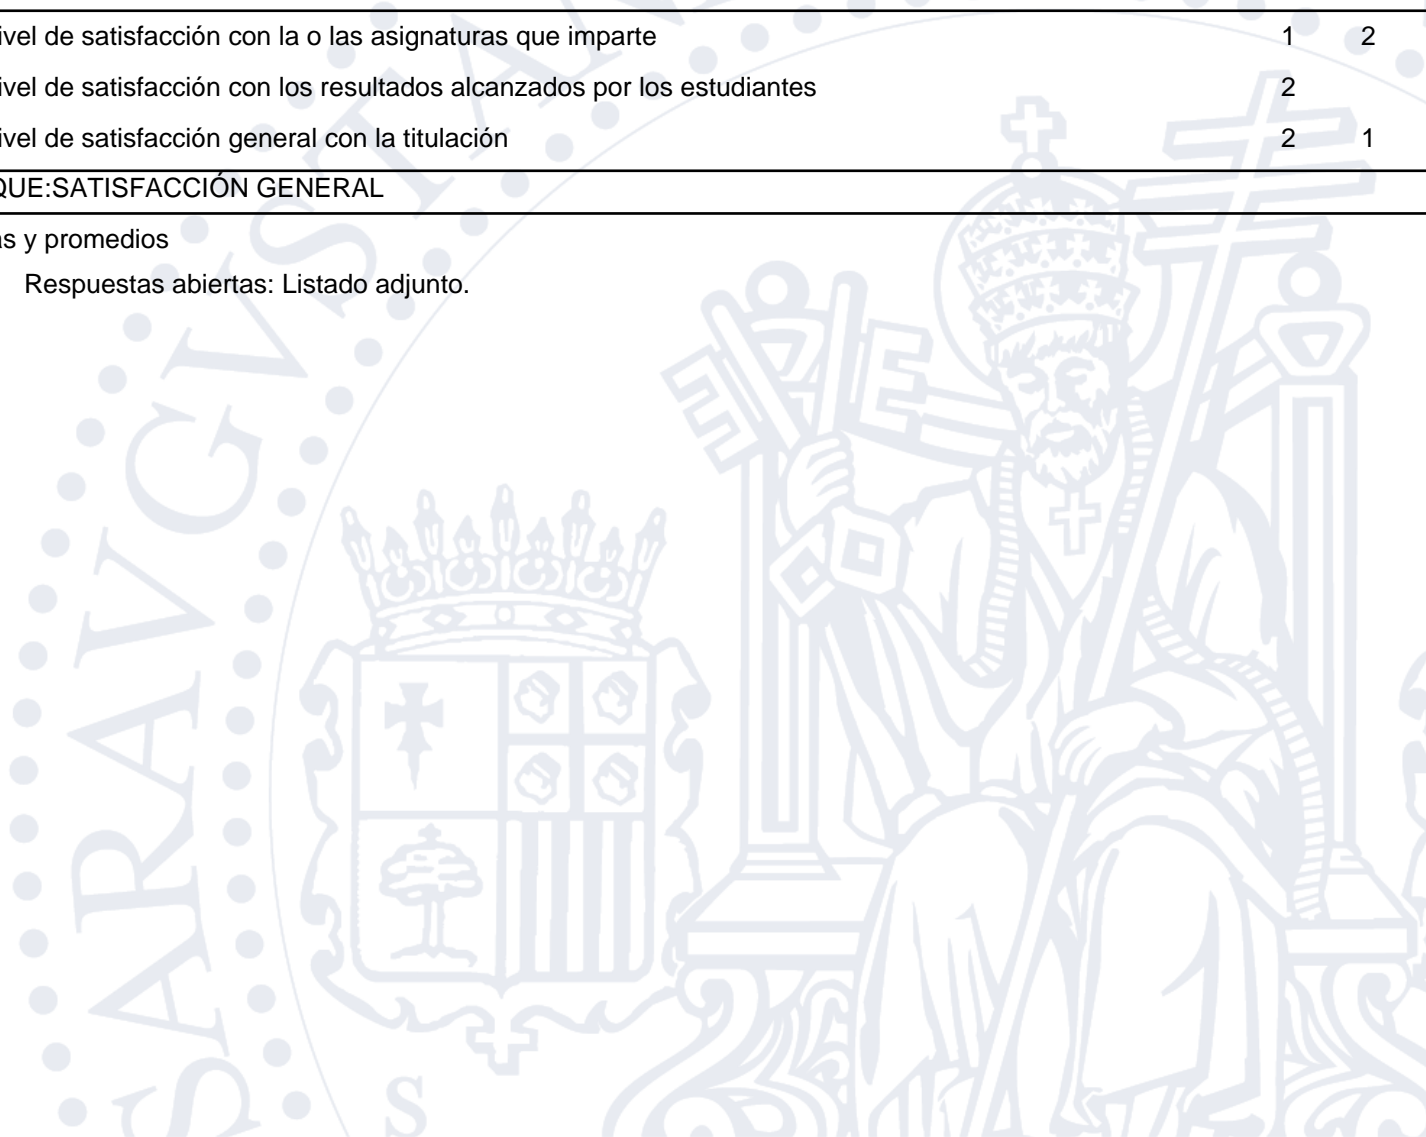 ivel de satisfacción con la o las asignaturas que imparte 1 2
ivel de satisfacción con los resultados alcanzados por los estudiantes 2
ivel de satisfacción general con la titulación 2 1
QUE:SATISFACCIÓN GENERAL
as y promedios
Respuestas abiertas: Listado adjunto.
SARAVGVSTAN
S